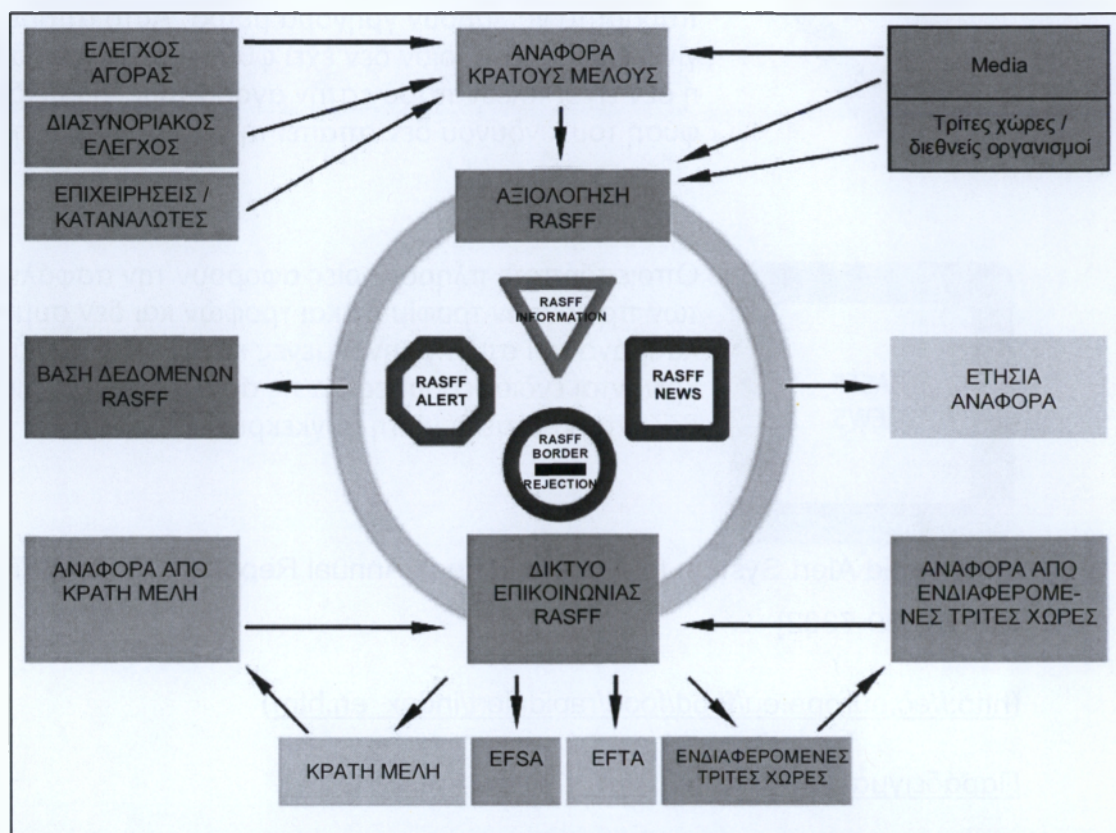 ΕΛΕΓΧΟΣ
ΑΓΟΡΑΣ
ΔΙΑΣΥΝΟΡΙΑΚΟΣ
ΕΛΕΓΧΟΣ
ΕΠΙΧΕΙΡΗΣΕΙΣ /
ΚΑΤΑΝΑΛΩΤΕΣ
ΑΝΑΦΟΡΑ
ΚΡΑΤΟΥΣ ΜΕΛΟΥΣ
Media
Τρίτες χώρες /
διεθνείς οργανισμοί
ΑΞΙΟΛΟΓΗΣΗ
RASFF
RASFF
INFORMATION
ΒΑΣΗ ΔΕΔΟΜΕΝΩΝ
RASFF
RASFF
ALERT
RASFF
NEWS
ΕΤΗΣΙΑ
ΑΝΑΦΟΡΑ
RASFF
BORDER
REJECTION
ΑΝΑΦΟΡΑ ΑΠΟ
ΚΡΑΤΗ ΜΕΛΗ
ΔΙΚΤΥΟ
ΕΠΙΚΟΙΝΩΝΙΑΣ
RASFF
ΑΝΑΦΟΡΑ ΑΠΟ
ΕΝΔΙΑΦΕΡΟΜΕ-
ΝΕΣ ΤΡΙΤΕΣ ΧΩΡΕΣ
ΚΡΑΤΗ ΜΕΛΗ
EFSA
EFTA
ΕΝΔΙΑΦΕΡΟΜΕΝΕΣ
ΤΡΙΤΕΣ ΧΩΡΕΣ